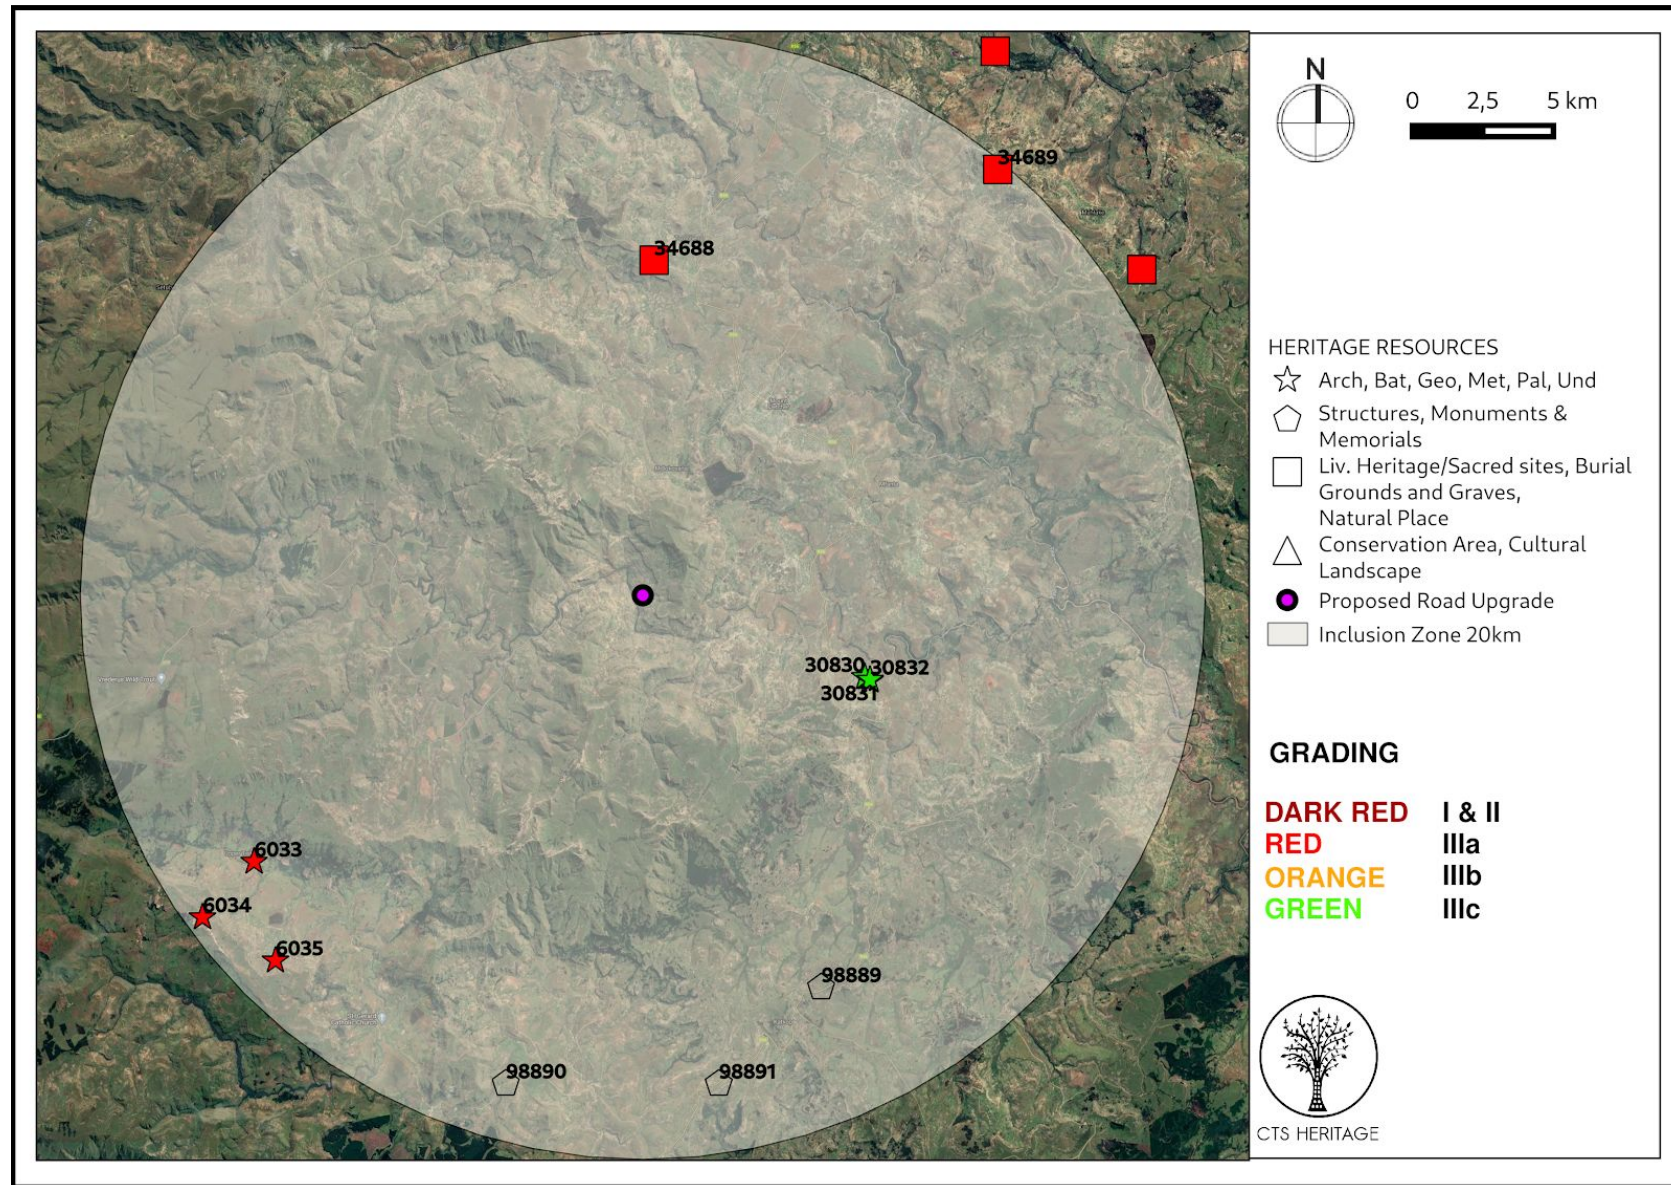 34689
34688
30830
30832
30831
6033
6034
6035
98889
98890
98891
N
0 2,5 5 km
HERITAGE RESOURCES
Arch, Bat, Geo, Met, Pal, Und
Structures, Monuments &
Memorials
Liv. Heritage/Sacred sites, Burial
Grounds and Graves,
Natural Place
Conservation Area, Cultural
Landscape
Proposed Road Upgrade
Inclusion Zone 20km
GRADING
DARK RED I & II
RED IIIa
ORANGE IIIb
GREEN IIIc
CTS HERITAGE